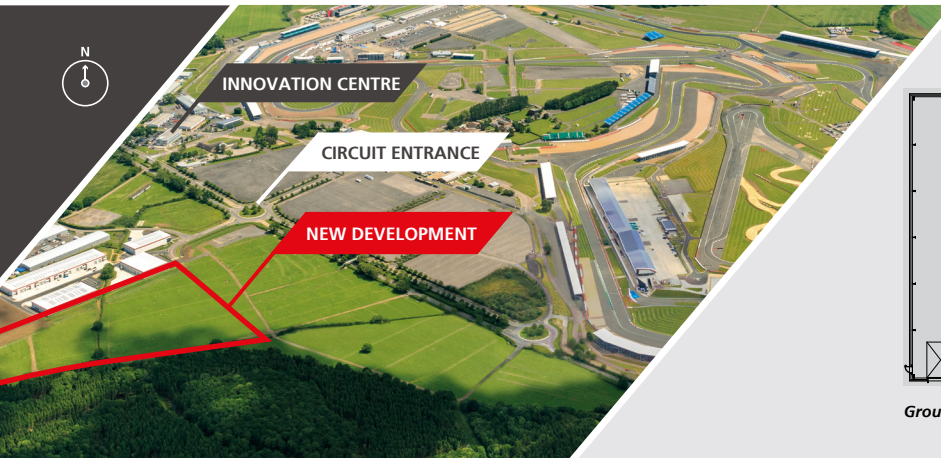 N
INNOVATION CENTRE
CIRCUIT ENTRANCE
NEW DEVELOPMENT
Grou